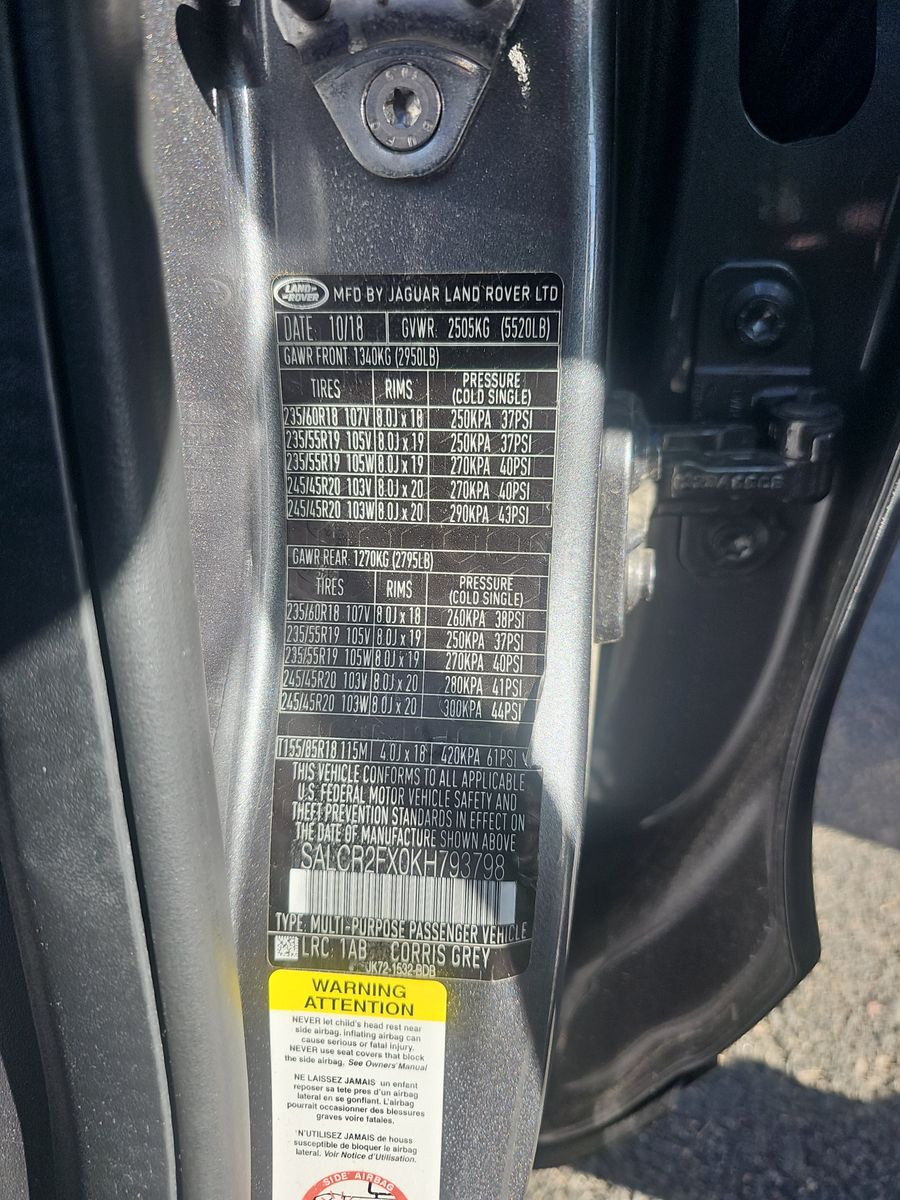 LAND ROVER MFD BY JAGUAR LAND ROVER LTD
DATE: 10/18 GVWR: 2505KG (5520LB)
GAWR FRONT 1340KG (2950LB)
TIRES RIMS PRESSURE (COLD SINGLE)
235/60R18 107V 8.0J x 18 250KPA 37PSI
235/55R19 105V 8.0J x 19 250KPA 37PSI
235/55R19 105W 8.0J x 19 270KPA 40PSI
245/45R20 103V 8.0J x 20 270KPA 40PSI
245/45R20 103W 8.0J x 20 290KPA 43PSI
GAWR REAR: 1270KG (2795LB)
TIRES RIMS PRESSURE (COLD SINGLE)
235/60R18 107V 8.0J x 18 260KPA 38PSI
235/55R19 105V 8.0J x 19 250KPA 37PSI
235/55R19 105W 8.0J x 19 270KPA 40PSI
245/45R20 103V 8.0J x 20 280KPA 41PSI
245/45R20 103W 8.0J x 20 300KPA 44PSI
T155/85R18 115M 4.0J x 18 420KPA 61PSI
THIS VEHICLE CONFORMS TO ALL APPLICABLE
U.S. FEDERAL MOTOR VEHICLE SAFETY AND
THEFT PREVENTION STANDARDS IN EFFECT ON
THE DATE OF MANUFACTURE SHOWN ABOVE
SALCR2FX0KH793798
TYPE: MULTI-PURPOSE PASSENGER VEHICLE
LRC: 1AB CORRIS GREY
JK72-1532-BDB
WARNING
ATTENTION
NEVER let child's head rest near
side airbag. inflating airbag can
cause serious or fatal injury.
NEVER use seat covers that block
the side airbag. See Owners'Manual
NE LAISSEZ JAMAIS un enfant
reposer sa tete pres d'un airbag
lateral en se gonflant. L'airbag
pourrait occasionner des blessures
graves voire fatales.
N'UTILISEZ JAMAIS de housses
susceptible de bloquer le airbag
lateral. Voir Notice d'Utilisation.
SIDE AIRBAG